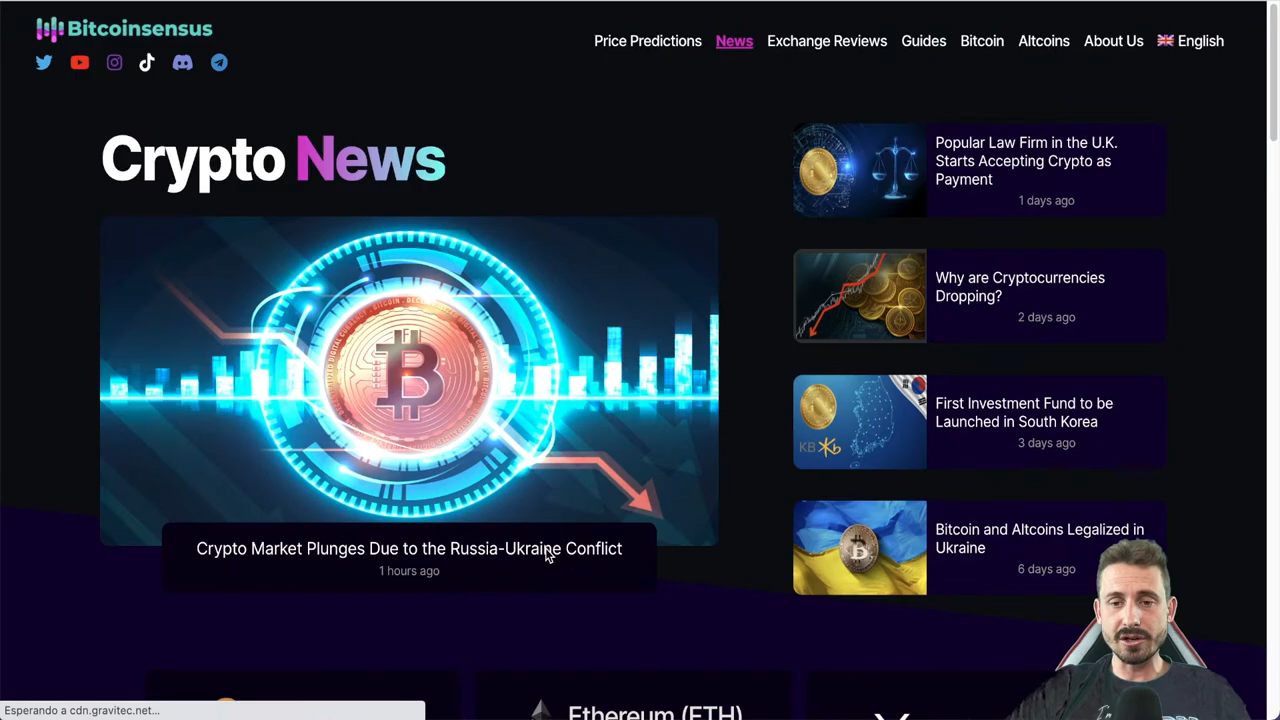 Bitcoinsensus
Price Predictions
News
Exchange Reviews
Guides
Bitcoin
Altcoins
About Us
English
Crypto News
Crypto Market Plunges Due to the Russia-Ukraine Conflict
1 hours ago
Popular Law Firm in the U.K.
Starts Accepting Crypto as
Payment
1 days ago
Why are Cryptocurrencies
Dropping?
2 days ago
KB
First Investment Fund to be
Launched in South Korea
3 days ago
Bitcoin and Altcoins Legalized in
Ukraine
6 days ago
Ethereum (ETH)
Esperando a cdn.gravitec.net...